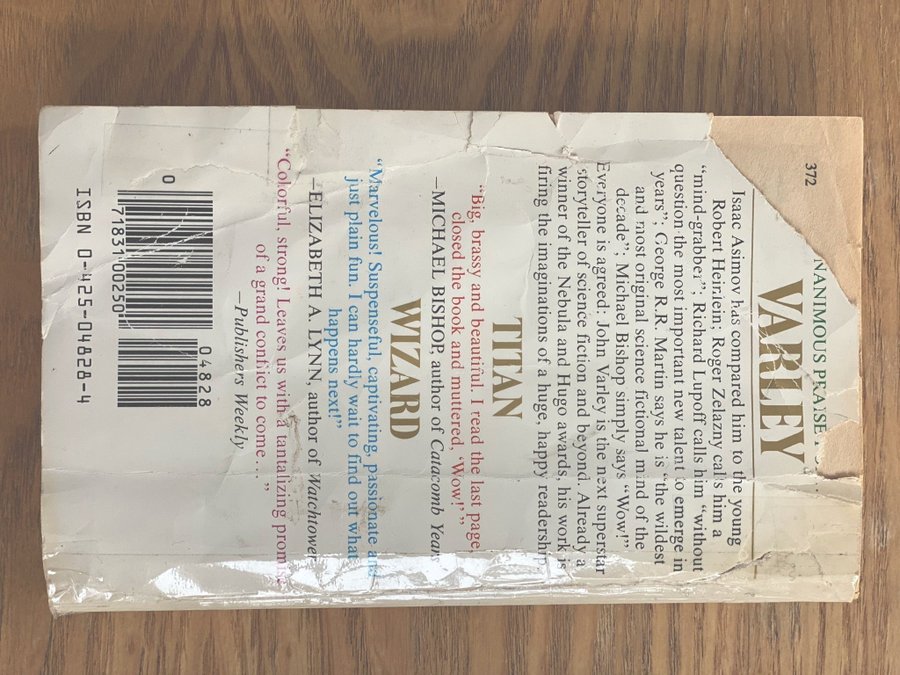 372
NANIMOUS PRAISE
VARLEY
Isaac Asimov has compared him to the young
Robert Heinlein; Roger Zelazny calls him a
"mind-grabber"; Richard Lupoff calls him "without
question the most important new talent to emerge in
years"; George R.R. Martin says he is "the wildest
and most original science fictional mind of the
decade"; Michael Bishop simply says "Wow!"
Everyone is agreed: John Varley is the next superstar
storyteller of science fiction and beyond. Already a
winner of the Nebula and Hugo awards, his work is
firing the imaginations of a huge, happy readership
TITAN
"Big, brassy and beautiful. I read the last page,
closed the book and muttered, 'Wow!'"
—MICHAEL BISHOP, author of Catacomb Year
WIZARD
"Marvelous! Suspenseful, captivating, passionate a
just plain fun. I can hardly wait to find out what
happens next!"
—ELIZABETH A. LYNN, author of Watchtower
"Colorful, strong! Leaves us with a tantalizing promi
of a grand conflict to come…"
—Publishers Weekly
0 71831 00250 04828
ISBN 0-425-04828-4